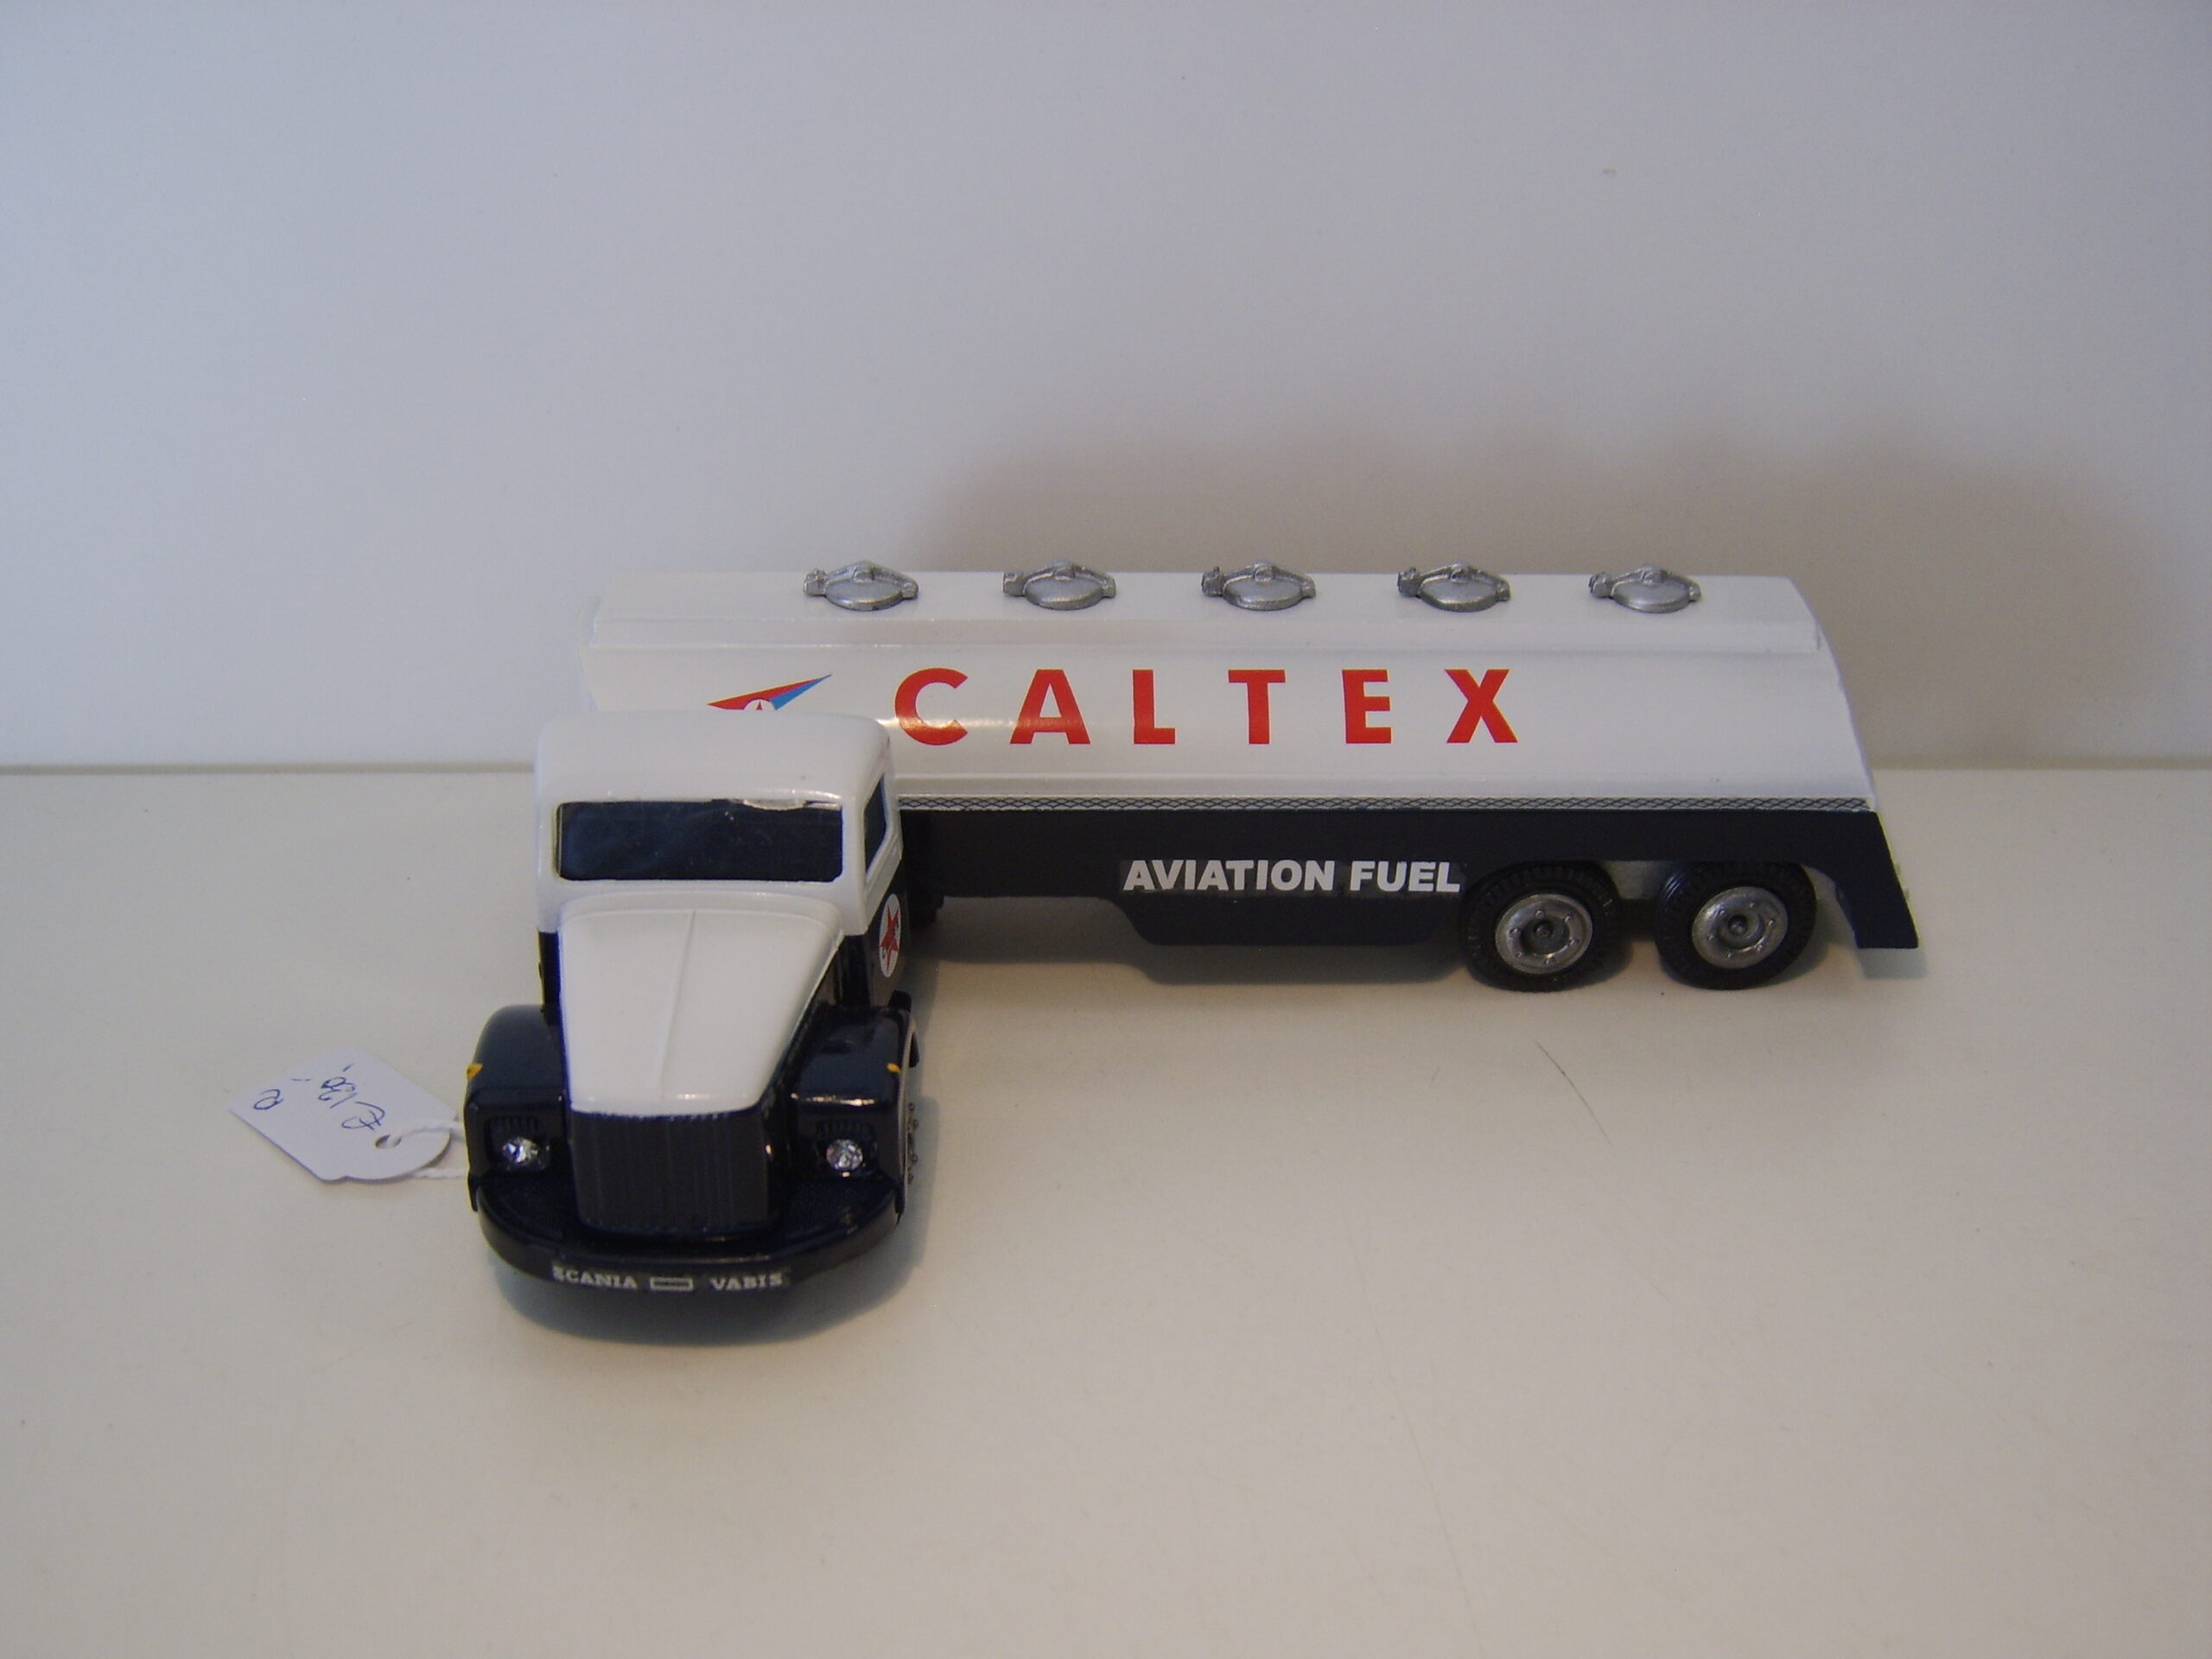 CALTEX
AVIATION FUEL
SCANIA VABIS